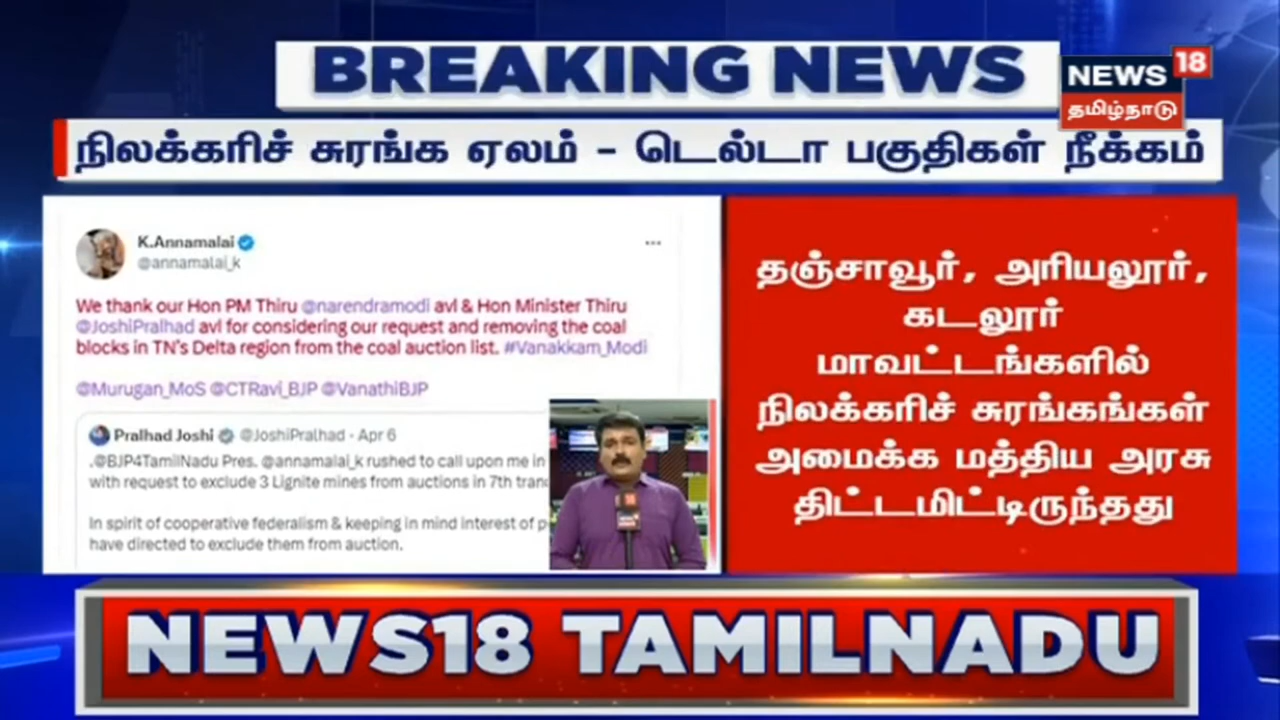 BREAKING NEWS
NEWS 18
தமிழ்நாடு
நிலக்கரிச் சுரங்க ஏலம் - டெல்டா பகுதிகள் நீக்கம்
K.Annamalai
@annamalai_k
We thank our Hon PM Thiru @narendramodi avl & Hon Minister Thiru
@JoshiPralhad avl for considering our request and removing the coal
blocks in TN's Delta region from the coal auction list. #Vanakkam_Modi
@Murugan_MoS @CTRavi_BJP @VanathiBJP
Pralhad Joshi @JoshiPralhad · Apr 6
.@BJP4TamilNadu Pres. @annamalai_k rushed to call upon me in
with request to exclude 3 Lignite mines from auctions in 7th
In spirit of cooperative federalism & keeping in mind interest of
have directed to exclude them from auction.
தஞ்சாவூர், அரியலூர்,
கடலூர்
மாவட்டங்களில்
நிலக்கரிச் சுரங்கங்கள்
அமைக்க மத்திய அரசு
திட்டமிட்டிருந்தது
NEWS18 TAMILNADU